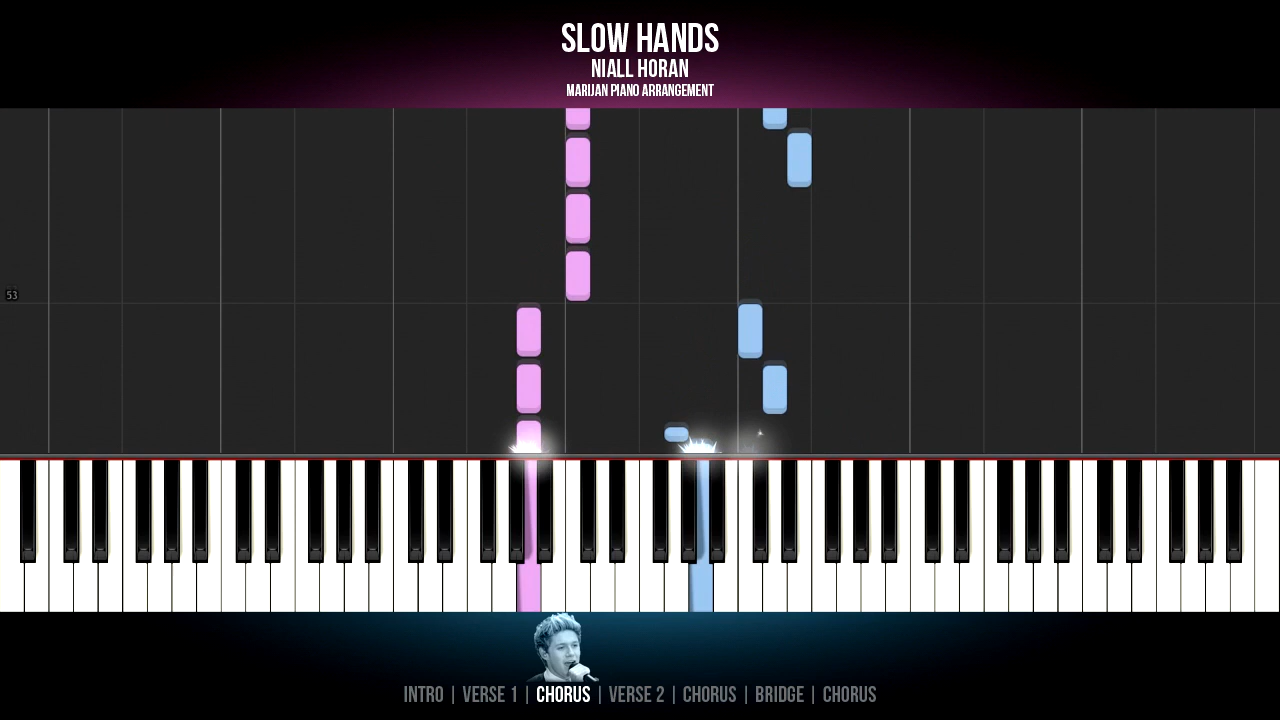 SLOW HANDS
NIALL HORAN
MARIJAN PIANO ARRANGEMENT
53
INTRO | VERSE 1 | CHORUS | VERSE 2 | CHORUS | BRIDGE | CHORUS